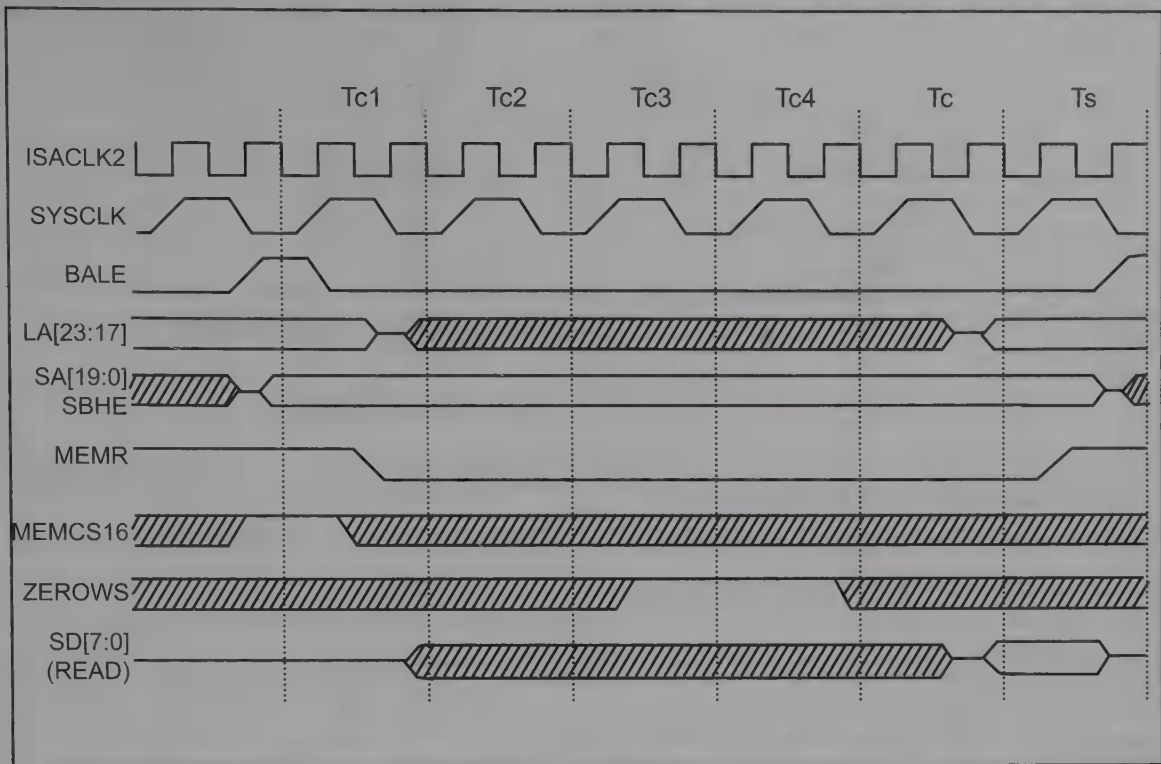 Tc1 Tc2 Tc3 Tc4 Tc Ts
ISACLK2
SYSCLK
BALE
LA[23:17]
SA[19:0]
SBHE
MEMR
MEMCS16
ZEROWS
SD[7:0]
(READ)